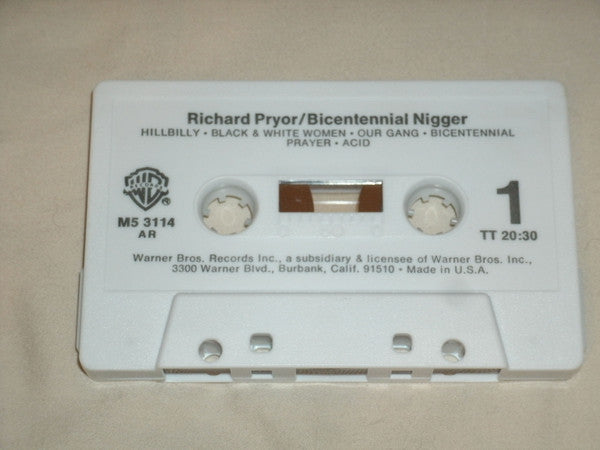 Richard Pryor/Bicentennial Nigger
HILLBILLY • BLACK & WHITE WOMEN • OUR GANG • BICENTENNIAL
PRAYER • ACID
M5 3114
AR
1
TT 20:30
Warner Bros. Records Inc., a subsidiary & licensee of Warner Bros. Inc.,
3300 Warner Blvd., Burbank, Calif. 91510 • Made in U.S.A.